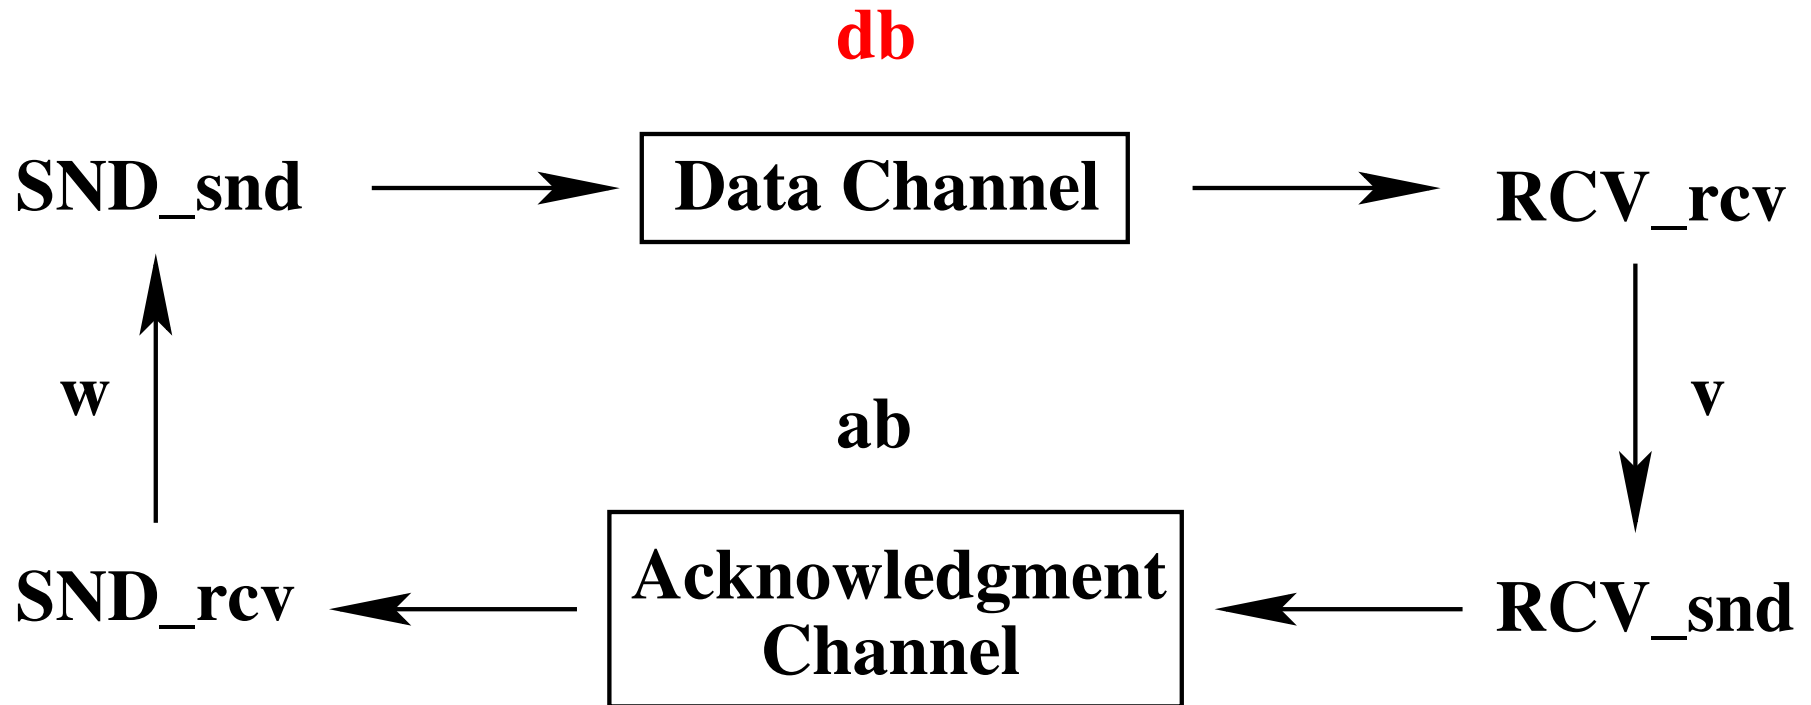 db
SND_snd
Data Channel
RCV_rcv
w
ab
v
SND_rcv
Acknowledgment
Channel
RCV_snd